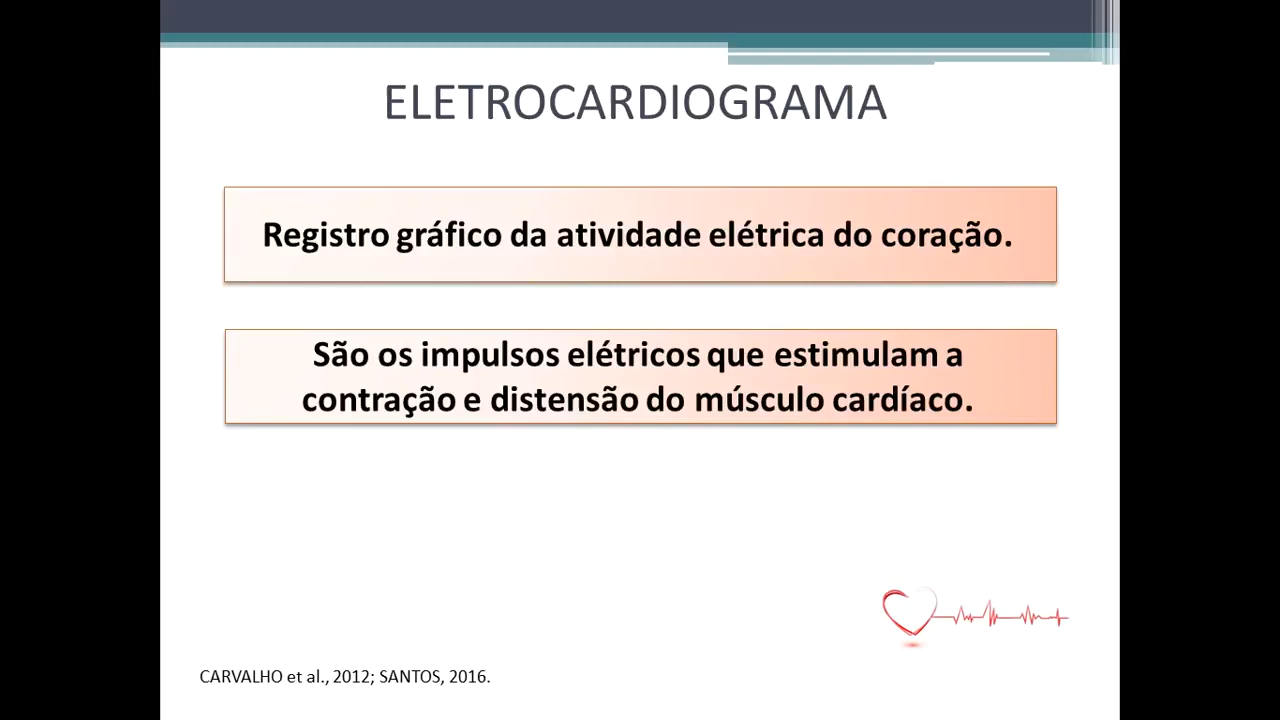 ELETROCARDIOGRAMA
Registro gráfico da atividade elétrica do coração.
São os impulsos elétricos que estimulam a
contração e distensão do músculo cardíaco.
CARVALHO et al., 2012; SANTOS, 2016.